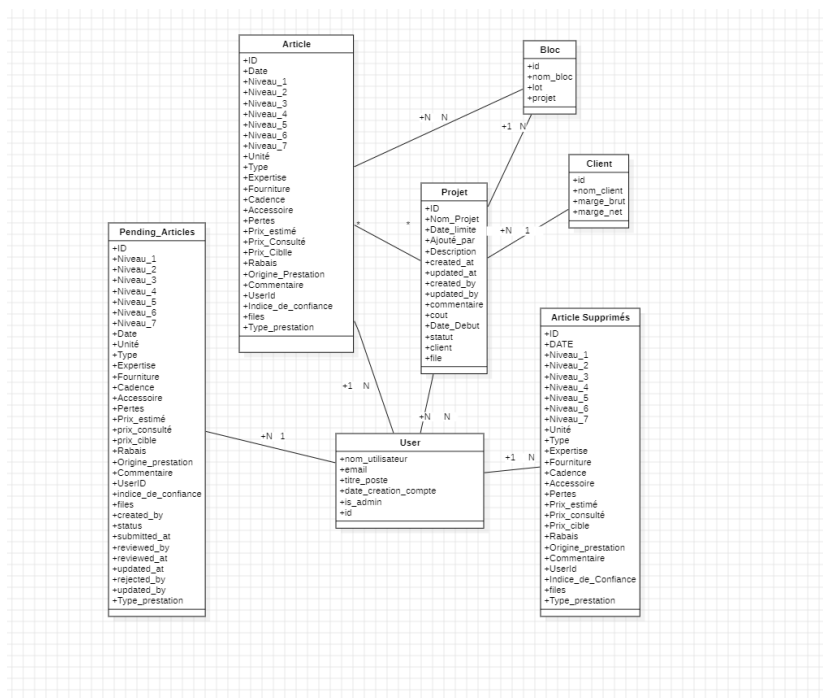 Article
+ID
+Date
+Niveau_1
+Niveau_2
+Niveau_3
+Niveau_4
+Niveau_5
+Niveau_6
+Niveau_7
+Unité
+Type
+Expertise
+Fourniture
+Cadence
+Accessoire
+Pertes
+Prix_estimé
+Prix_Consulté
+Prix_Ciblle
+Rabais
+Origine_Prestation
+Commentaire
+UserId
+Indice_de_confiance
+files
+Type_prestation
Bloc
+id
+nom_bloc
+lot
+projet
+N N
+1 N
Client
+id
+nom_client
+marge_brut
+marge_net
Projet
+ID
+Nom_Projet
+Date_limite
+Ajouté_par
+Description
+created_at
+updated_at
+created_by
+updated_by
+commentaire
+cout
+Date_Debut
+statut
+client
+file
* *
+N 1
Pending_Articles
+ID
+Niveau_1
+Niveau_2
+Niveau_3
+Niveau_4
+Niveau_5
+Niveau_6
+Niveau_7
+Date
+Unité
+Type
+Expertise
+Fourniture
+Cadence
+Accessoire
+Pertes
+Prix_estimé
+prix_consulté
+prix_cible
+Rabais
+Origine_prestation
+Commentaire
+UserID
+indice_de_confiance
+files
+created_by
+status
+submitted_at
+reviewed_by
+reviewed_at
+updated_at
+rejected_by
+updated_by
+Type_prestation
Article Supprimés
+ID
+DATE
+Niveau_1
+Niveau_2
+Niveau_3
+Niveau_4
+Niveau_5
+Niveau_6
+Niveau_7
+Unité
+Type
+Expertise
+Fourniture
+Cadence
+Accessoire
+Pertes
+Prix_estimé
+Prix_consulté
+Prix_cible
+Rabais
+Origine_prestation
+Commentaire
+UserId
+Indice_de_Confiance
+files
+Type_prestation
+1 N
+N N
+N 1
+1 N
User
+nom_utilisateur
+email
+titre_poste
+date_creation_compte
+is_admin
+id